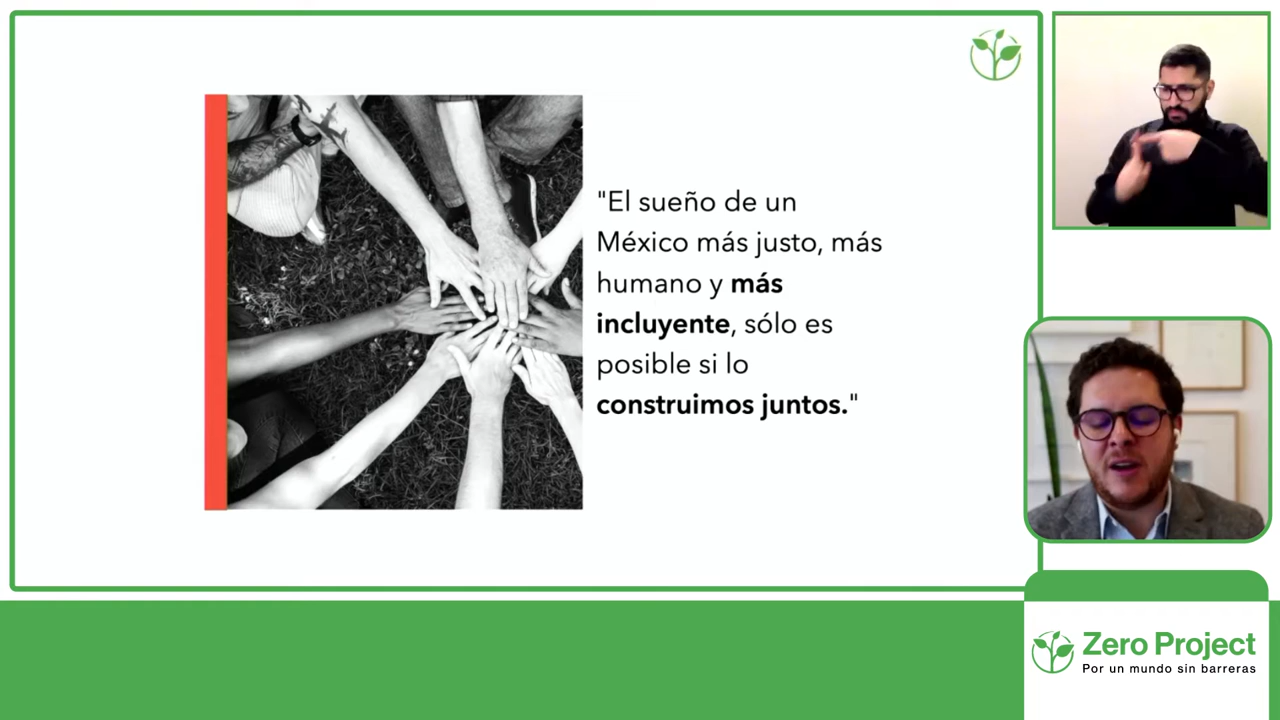 "El sueño de un
México más justo, más
humano y más
incluyente, sólo es
posible si lo
construimos juntos."
Zero Project
Por un mundo sin barreras